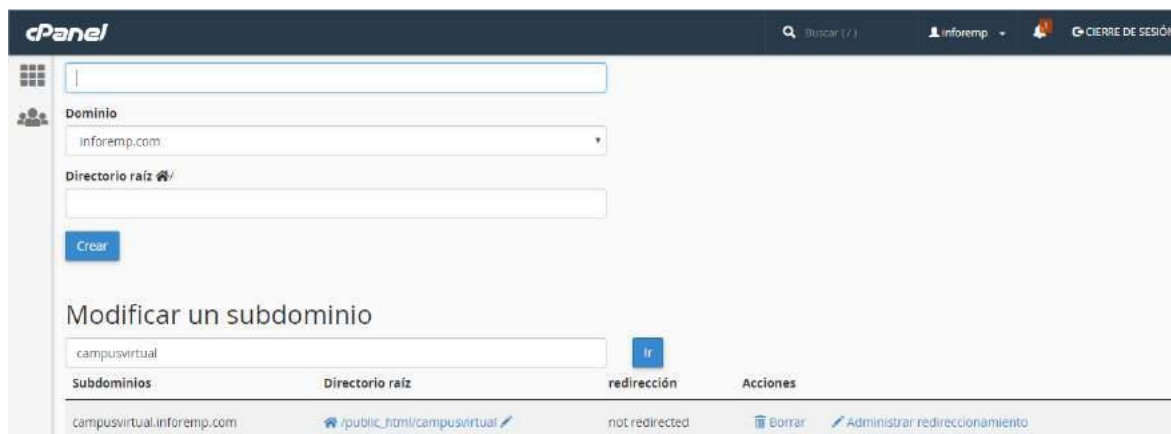 cPanel
Buscar ( / ) inforemp CIERRE DE SESIÓN
Dominio
inforemp.com
Directorio raíz /
Crear
Modificar un subdominio
campusvirtual Ir
Subdominios Directorio raíz redirección Acciones
campusvirtual.inforemp.com /public_html/campusvirtual not redirected Borrar Administrar redireccionamiento